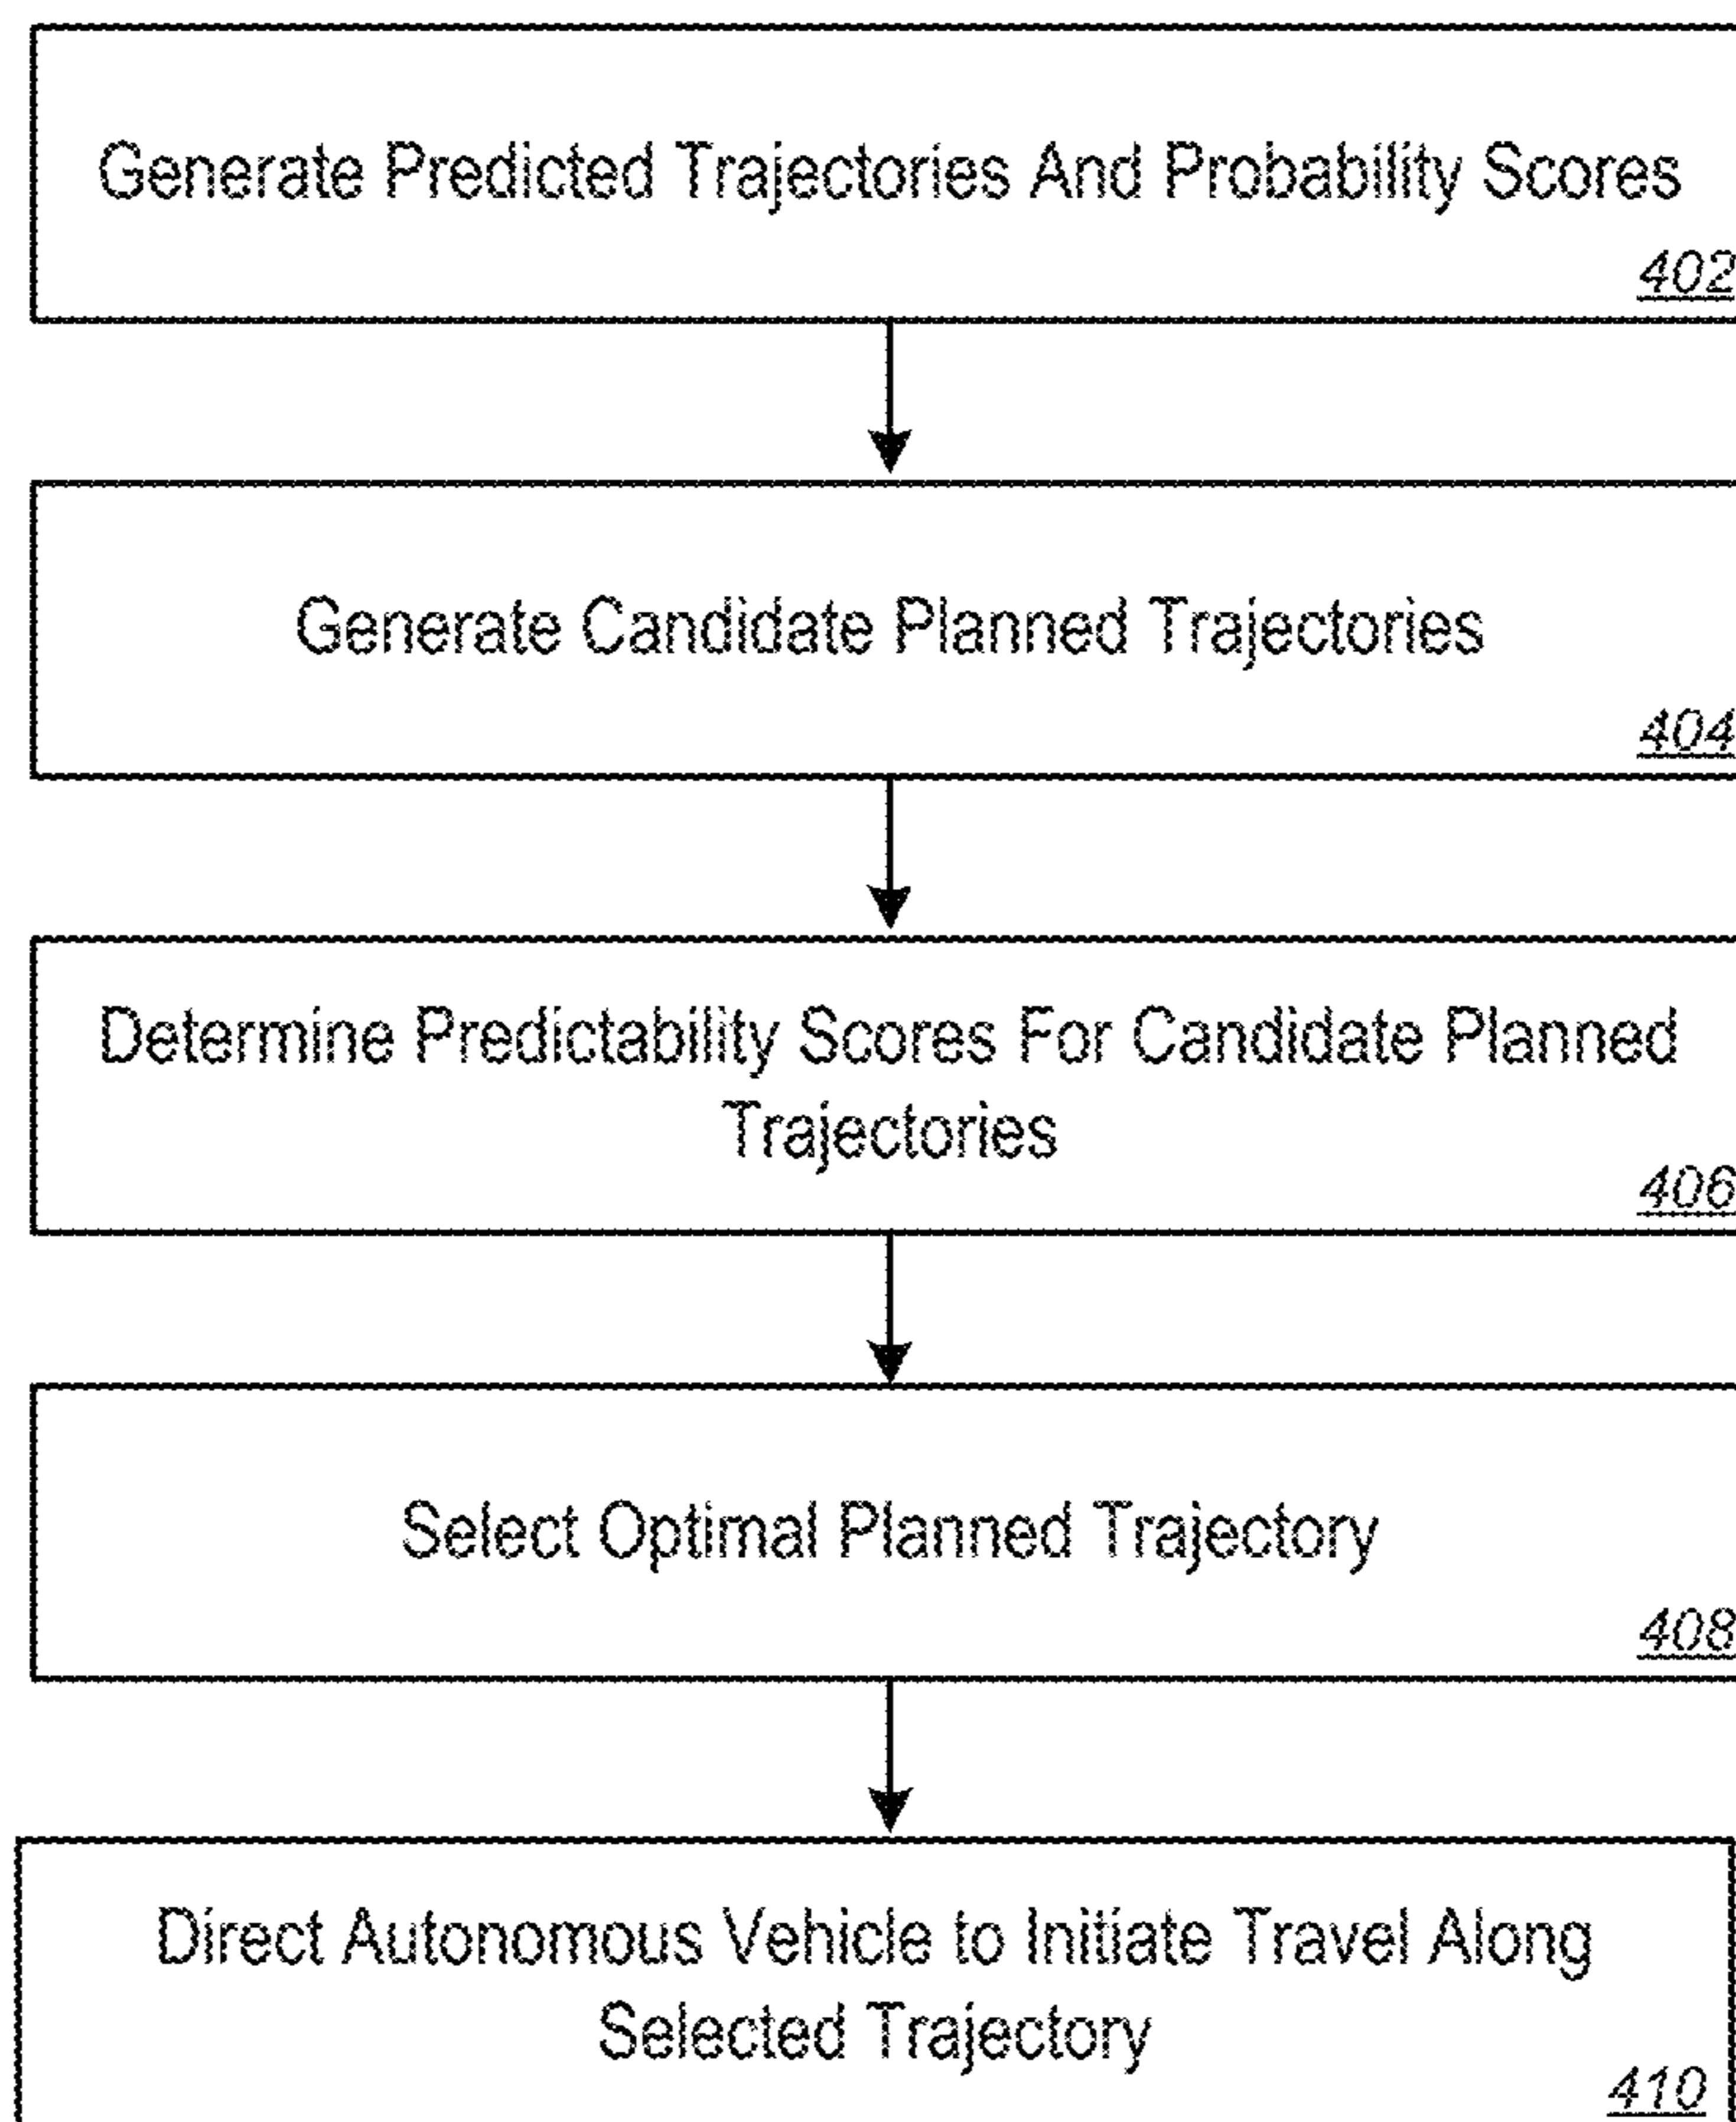 Generate Predicted Trajectories And Probability Scores
402
Generate Candidate Planned Trajectories
404
Determine Predictability Scores For Candidate Planned
Trajectories
406
Select Optimal Planned Trajectory
408
Direct Autonomous Vehicle to Initiate Travel Along
Selected Trajectory
410